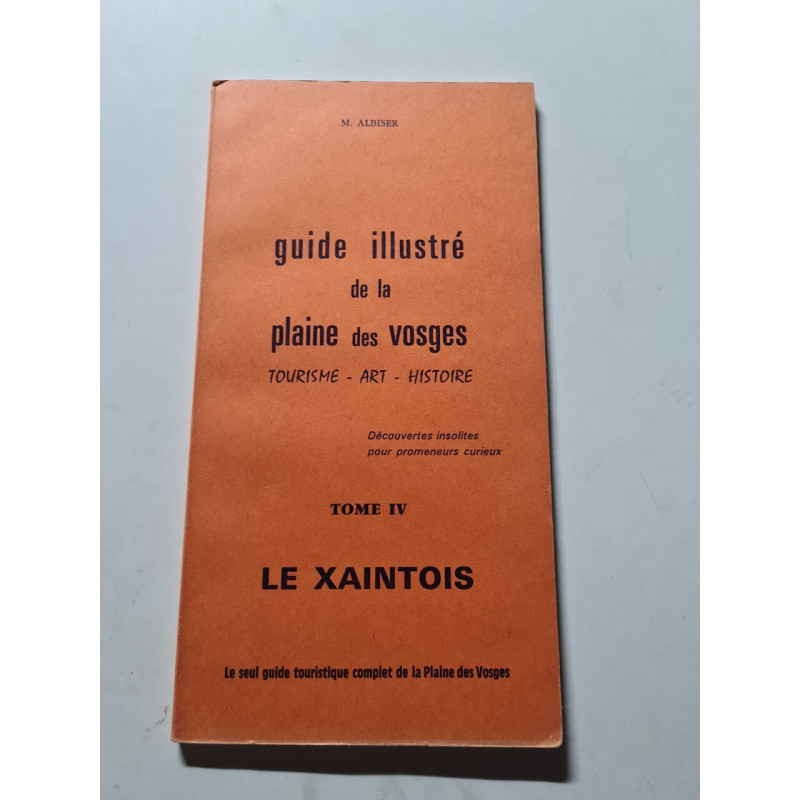 M. ALBISER
guide illustré
de la
plaine des vosges
TOURISME - ART - HISTOIRE
Découvertes insolites
pour promeneurs curieux
TOME IV
LE XAINTOIS
Le seul guide touristique complet de la Plaine des Vosges